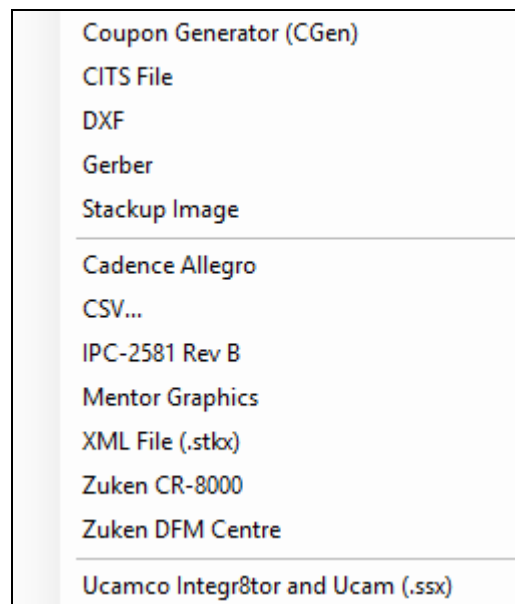 Coupon Generator (CGen)
CITS File
DXF
Gerber
Stackup Image
Cadence Allegro
CSV...
IPC-2581 Rev B
Mentor Graphics
XML File (.stkx)
Zuken CR-8000
Zuken DFM Centre
Ucamco Integr8tor and Ucam (.ssx)